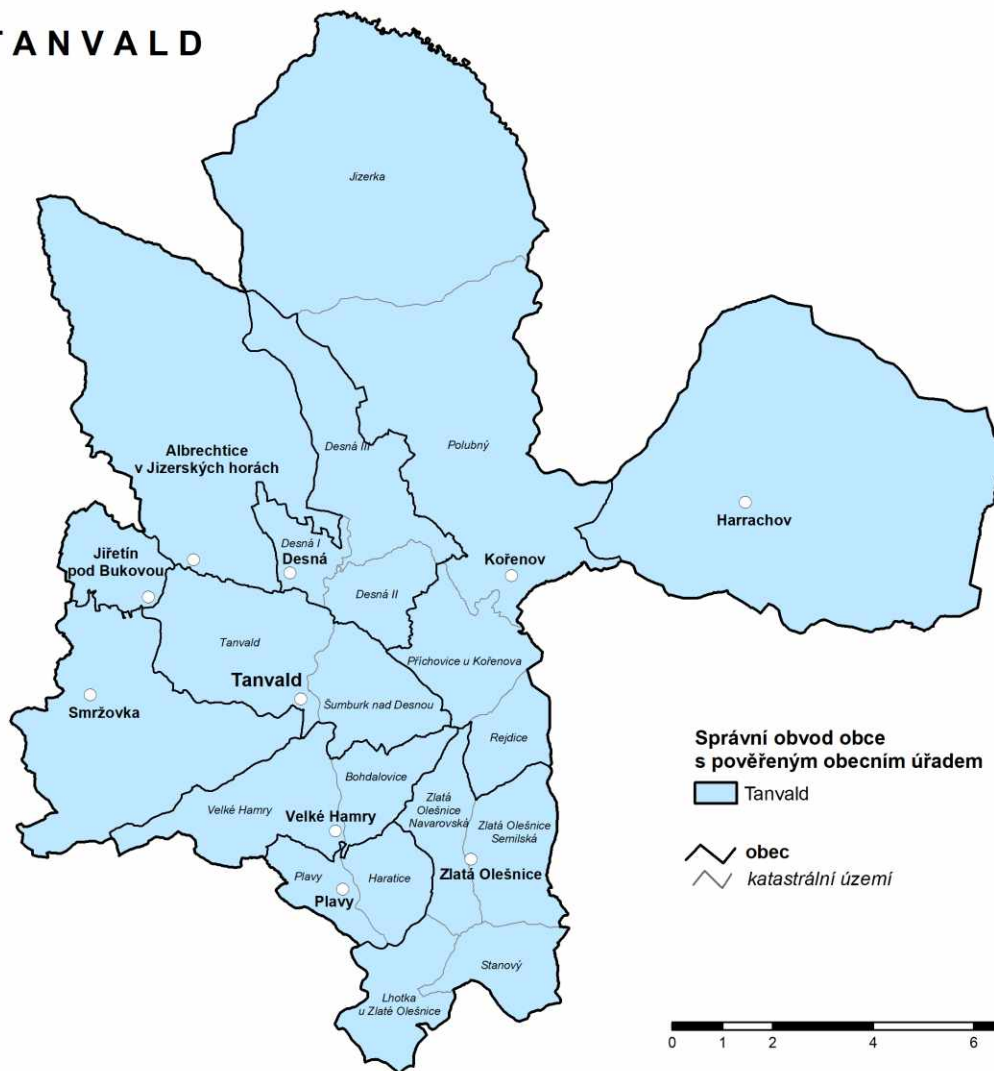 TANVALD
Jizerka
Albrechtice
v Jizerských horách
Desná III
Polubný
Harrachov
Jiřetín
pod Bukovou
Desná I
Desná
Kořenov
Desná II
Tanvald
Příchovice u Kořenova
Tanvald
Šumburk nad Desnou
Smržovka
Rejdice
Správní obvod obce
s pověřeným obecním úřadem
Tanvald
Bohdalovice
Velké Hamry
Velké Hamry
Zlatá
Olešnice
Navarovská
Zlatá Olešnice
Semilská
obec
katastrální území
Zlatá Olešnice
Plavy
Haratice
Plavy
Stanový
Lhotka
u Zlaté Olešnice
0 1 2 4 6